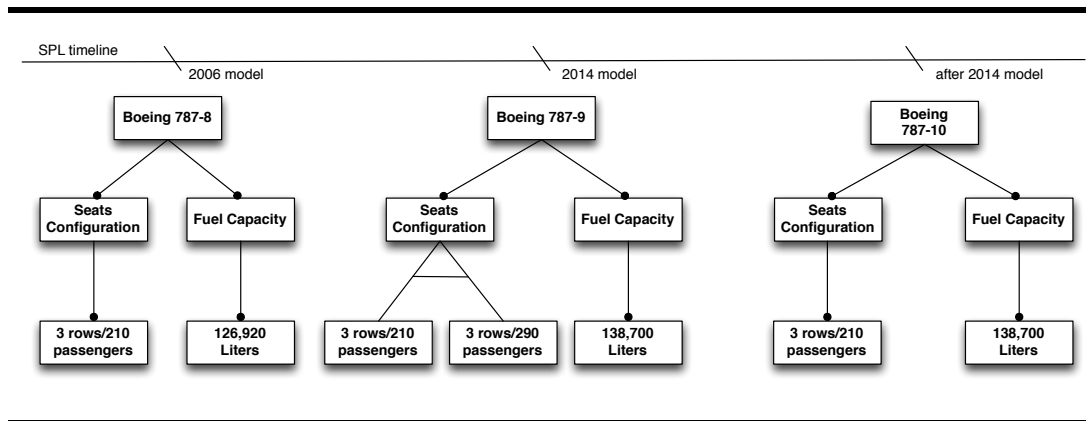 SPL timeline
2006 model
2014 model
after 2014 model
Boeing 787-8
Boeing 787-9
Boeing
787-10
Seats
Configuration
Fuel Capacity
Seats
Configuration
Fuel Capacity
Seats
Configuration
Fuel Capacity
3 rows/210
passengers
126,920
Liters
3 rows/210
passengers
3 rows/290
passengers
138,700
Liters
3 rows/210
passengers
138,700
Liters